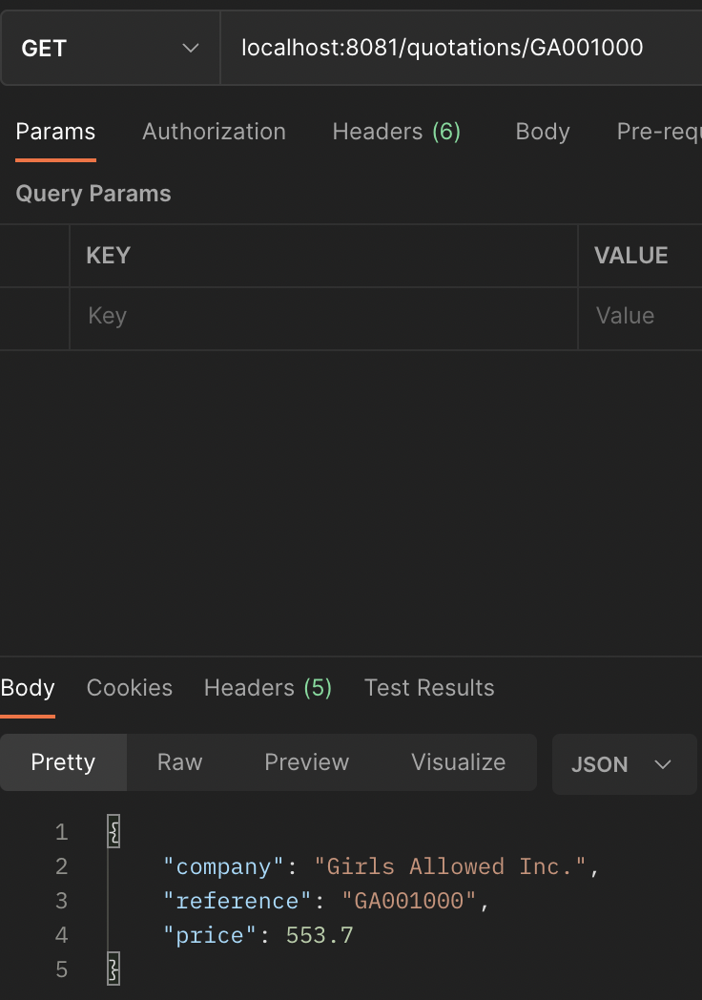 GET localhost:8081/quotations/GA001000
Params Authorization Headers (6) Body Pre-requ
Query Params
KEY VALUE
Key Value
Body Cookies Headers (5) Test Results
Pretty Raw Preview Visualize JSON
1 {
2 "company": "Girls Allowed Inc.",
3 "reference": "GA001000",
4 "price": 553.7
5 }